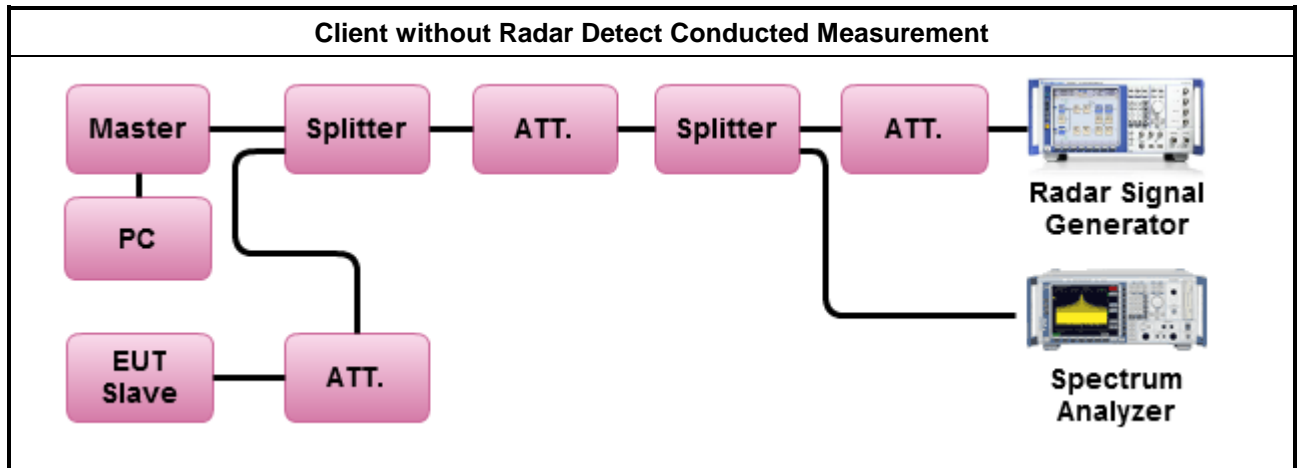 Client without Radar Detect Conducted Measurement
Master
Splitter
ATT.
Splitter
ATT.
Radar Signal
Generator
PC
EUT
Slave
ATT.
Spectrum
Analyzer